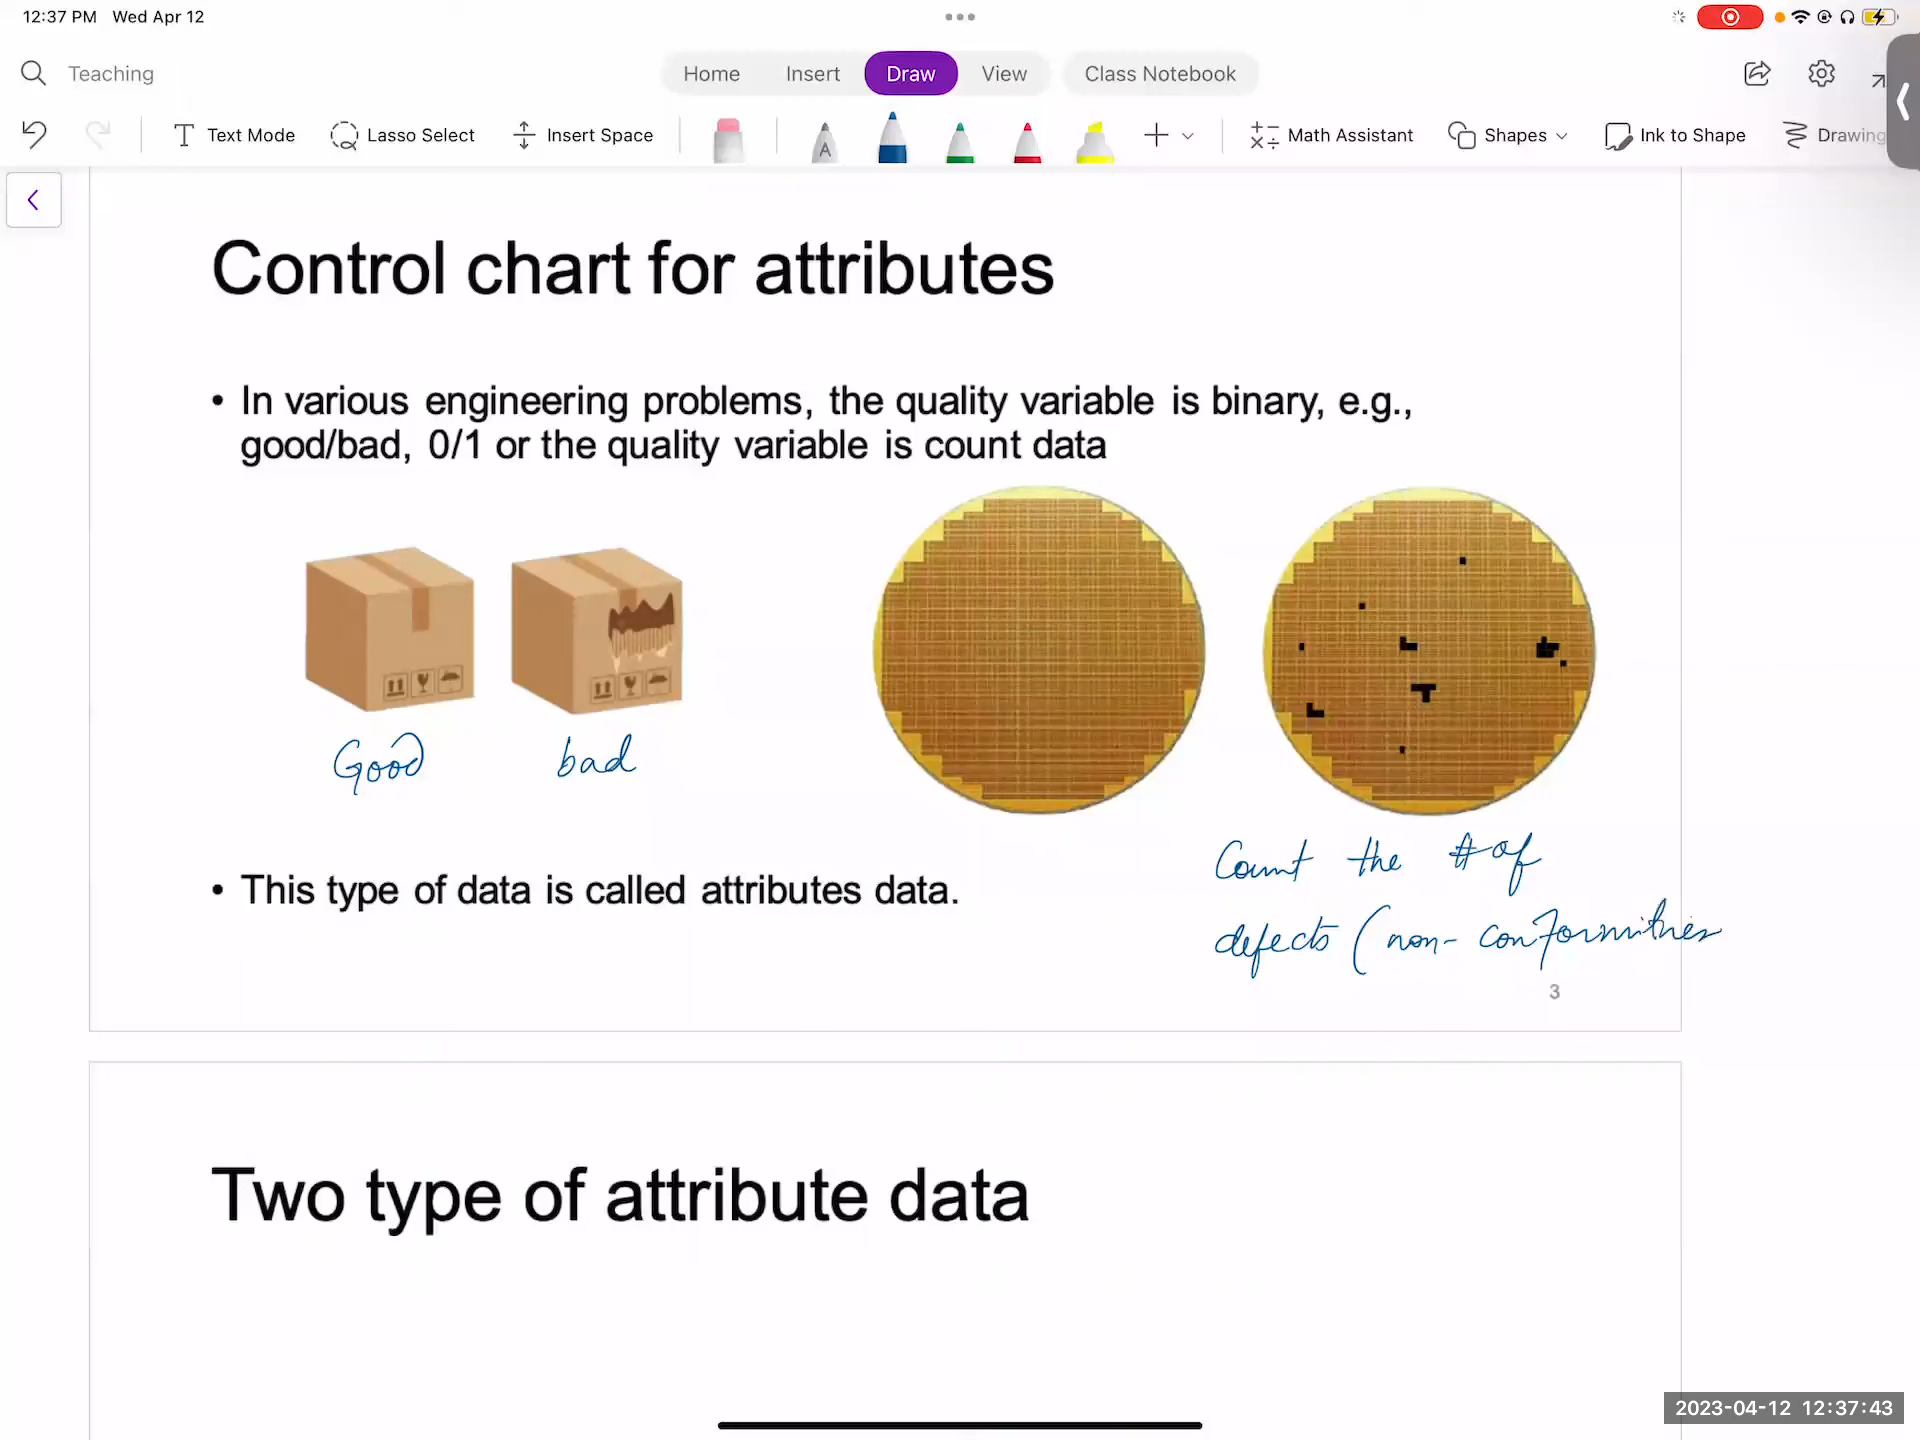 12:37 PM Wed Apr 12
Teaching
Home Insert Draw View Class Notebook
Text Mode Lasso Select Insert Space A Math Assistant Shapes Ink to Shape Drawing
Control chart for attributes
• In various engineering problems, the quality variable is binary, e.g.,
good/bad, 0/1 or the quality variable is count data
Good bad
Count the # of
• This type of data is called attributes data.
defects (non-conformities
3
Two type of attribute data
2023-04-12 12:37:43